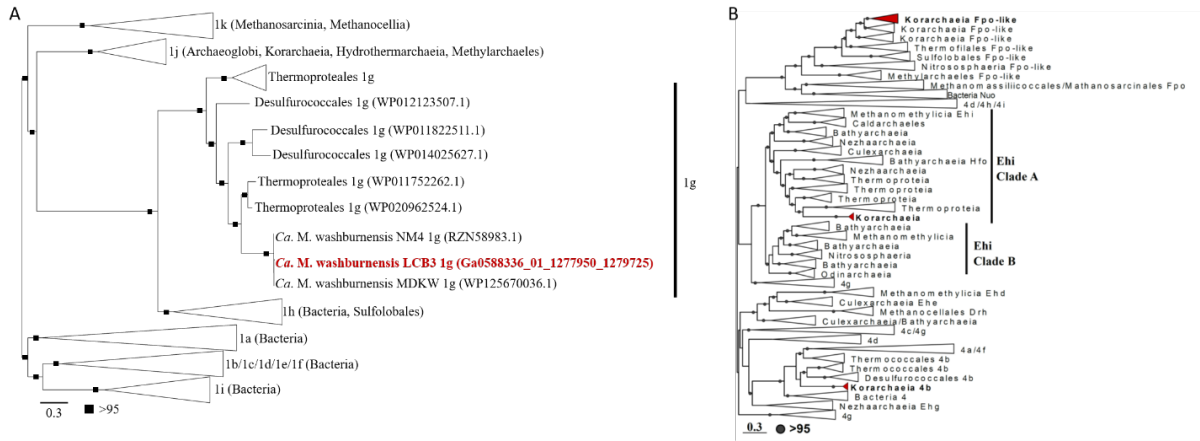 A
1k (Methanosarcinia, Methanocellia)
1j (Archaeoglobi, Korarchaeia, Hydrothermarchaeia, Methylarchaeles)
Thermoproteales 1g
Desulfurococcales 1g (WP012123507.1)
Desulfurococcales 1g (WP011822511.1)
Desulfurococcales 1g (WP014025627.1)
Thermoproteales 1g (WP011752262.1)
Thermoproteales 1g (WP020962524.1)
Ca. M. washburnensis NM4 1g (RZN58983.1)
Ca. M. washburnensis LCB3 1g (Ga0588336_01_1277950_1279725)
Ca. M. washburnensis MDKW 1g (WP125670036.1)
1g
1h (Bacteria, Sulfolobales)
1a (Bacteria)
1b/1c/1d/1e/1f (Bacteria)
1i (Bacteria)
0.3
>95
B
Korarchaeia Fpo-like
Korarchaeia Fpo-like
Korarchaeia Fpo-like
Thermofilales Fpo-like
Sulfolobales Fpo-like
Nitrososphaeria Fpo-like
Methylarchaeles Fpo-like
Methanomassiliicoccales/Mathanosarcinales Fpo
Bacteria Nuo
4d/4h/4i
Methanomethylicia Ehi
Caldarchaeles
Bathyarchaeia
Nezhaarchaeia
Culexarchaeia
Bathyarchaeia Hfo
Nezhaarchaeia
Thermoproteia
Thermoproteia
Thermoproteia
Thermoproteia
Korarchaeia
Ehi
Clade A
Bathyarchaeia
Methanomethylicia
Bathyarchaeia
Nitrososphaeria
Bathyarchaeia
Odinarchaeia
Ehi
Clade B
4g
Methanomethylicia Ehd
Culexarchaeia Ehe
Methanocellales Drh
Culexarchaeia/Bathyarchaeia
4c/4g
4d
4a/4f
Thermococcales 4b
Thermococcales 4b
Desulfurococcales 4b
Korarchaeia 4b
Bacteria 4
Nezhaarchaeia Ehg
4g
0.3
>95